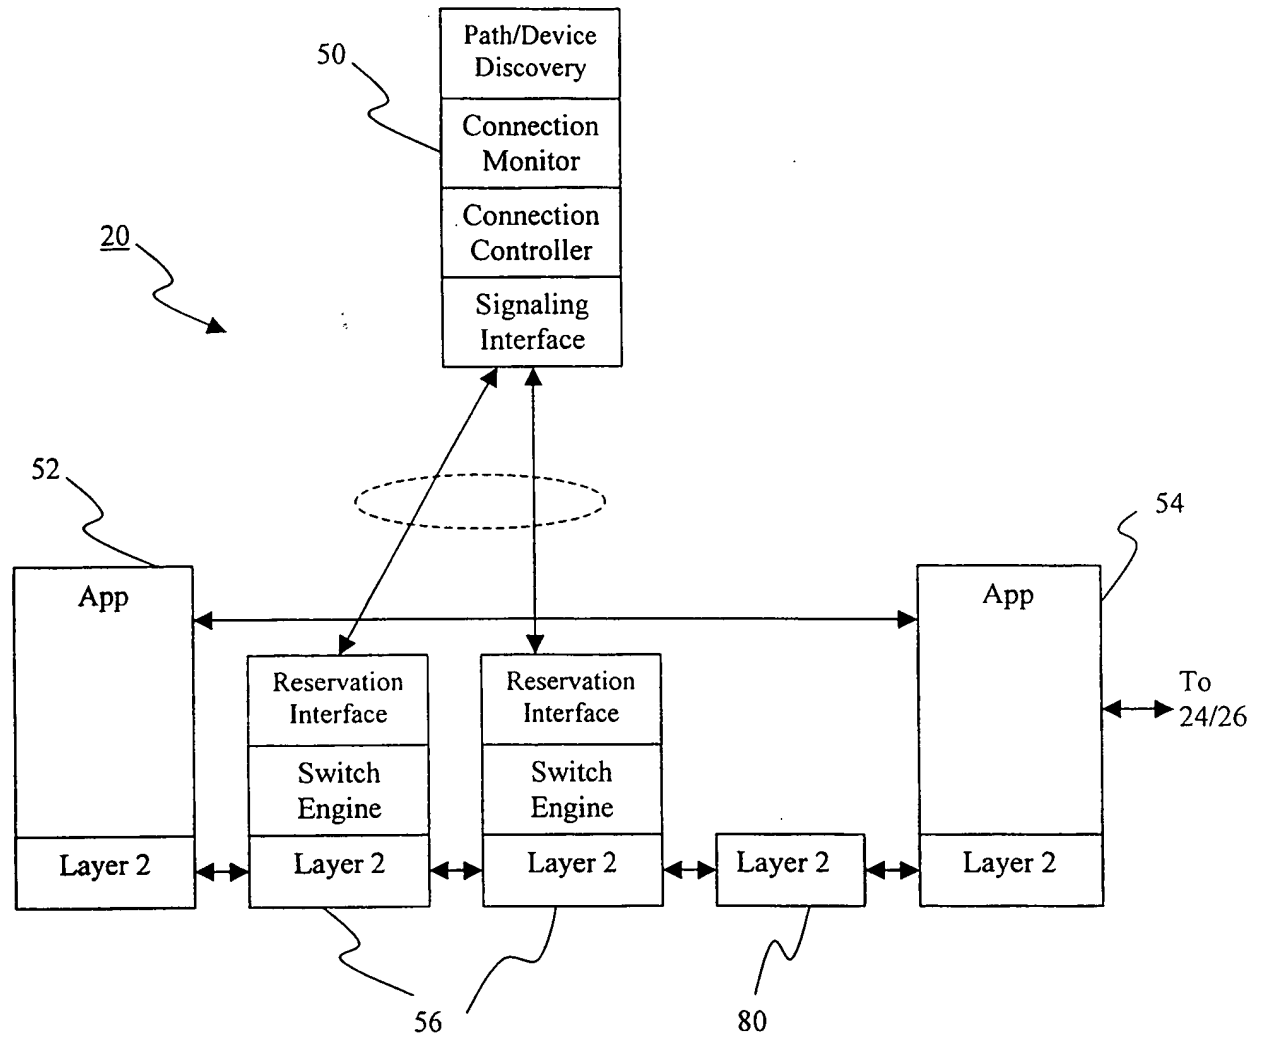 Path/Device
Discovery
50
Connection
Monitor
Connection
Controller
20
Signaling
Interface
52
54
App
App
Reservation
Interface
Reservation
Interface
To
24/26
Switch
Engine
Switch
Engine
Layer 2
Layer 2
Layer 2
Layer 2
Layer 2
56
80